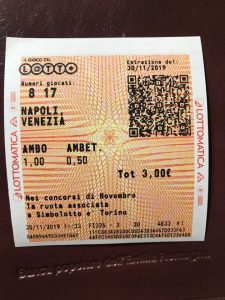 IL GIOCO DEL
LOTTO
Estrazione del:
30/11/2019
Numeri giocati:
8 17
NAPOLI
VENEZIA
AMBO AMBET.
1,00 0,50
Tot 3,00€
Nei concorsi di Novembre
la ruota associata
a Simbolotto e' Torino
LOTTOMATICA
LOTTOMATICA